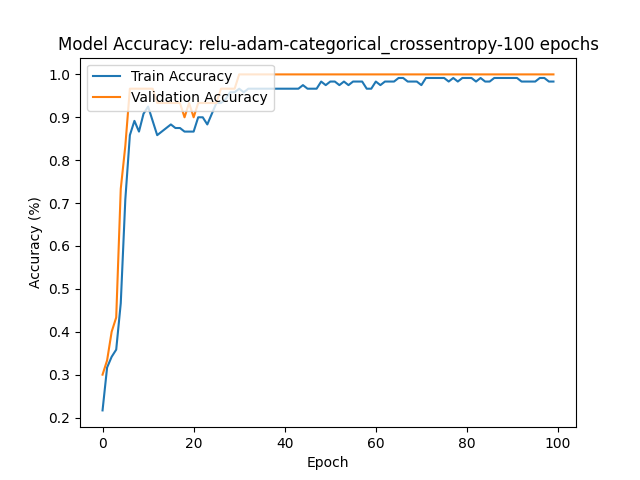 Model Accuracy: relu-adam-categorical_crossentropy-100 epochs
Train Accuracy
Validation Accuracy
Accuracy (%)
1.0
0.9
0.8
0.7
0.6
0.5
0.4
0.3
0.2
0 20 40 60 80 100
Epoch